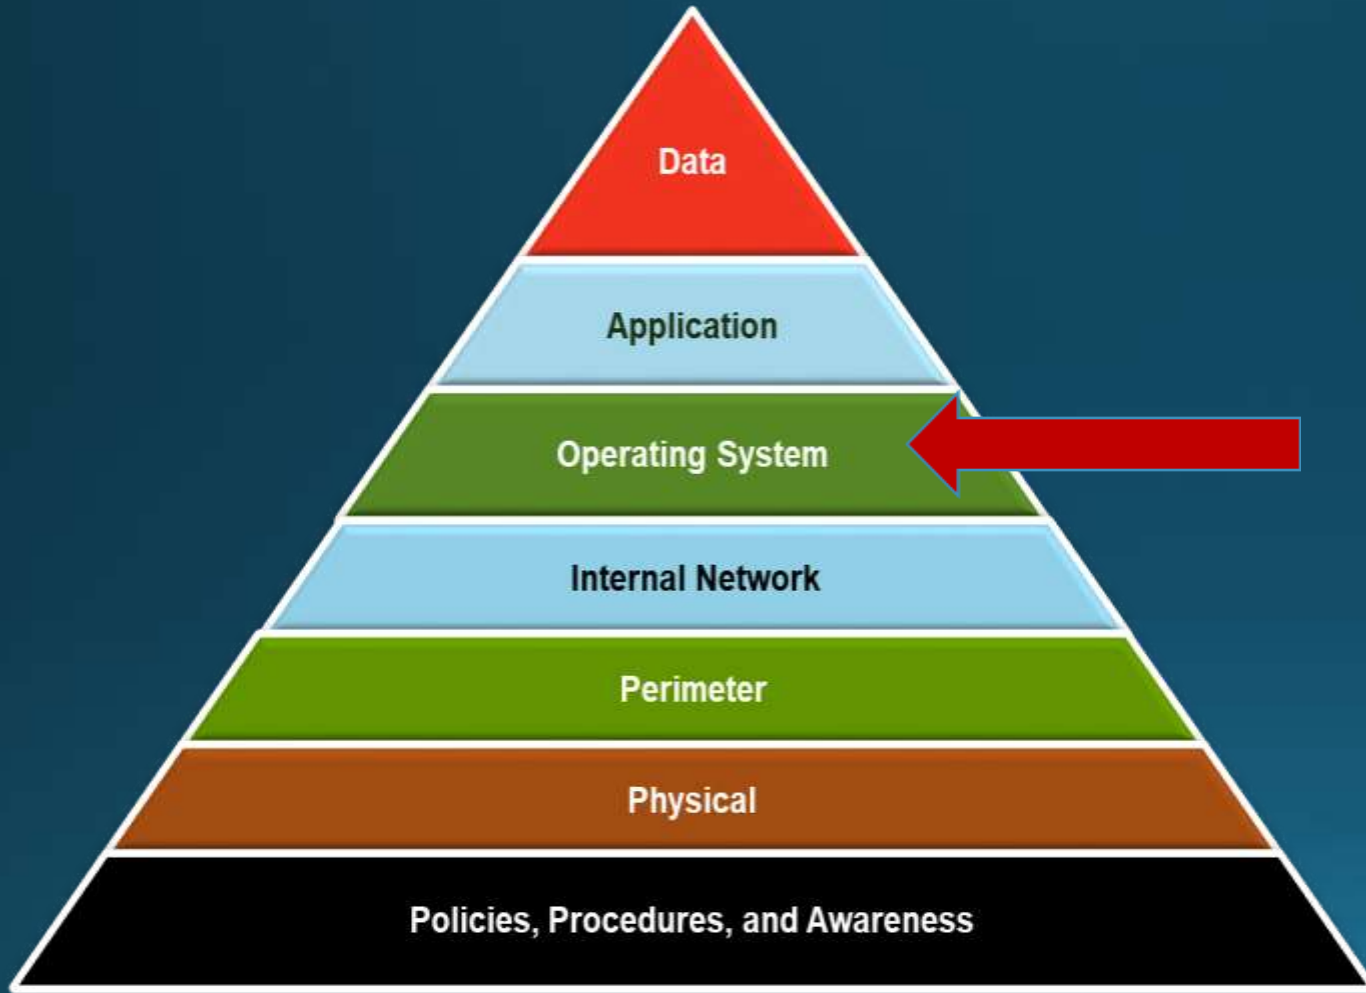 Data
Application
Operating System
Internal Network
Perimeter
Physical
Policies, Procedures, and Awareness